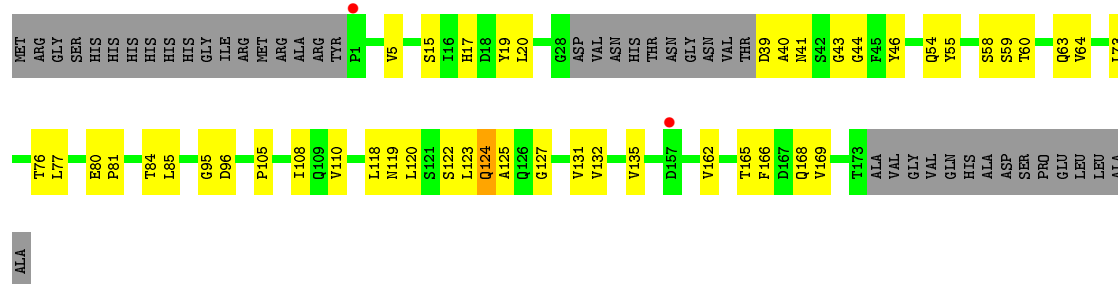 MET ARG GLY SER HIS HIS HIS HIS HIS HIS GLY ILE ARG MET ARG ALA ARG TYR P1 V5 S15 I16 H17 D18 Y19 L20 G28 ASP VAL ASN HIS THR ASN GLY ASN VAL THR D39 A40 N41 S42 G43 G44 F45 Y46 Q54 Y55 S58 S59 T60 Q63 V64 L73
T76 L77 E80 P81 T84 L85 G95 D96 P105 I108 Q109 V110 L118 N119 L120 S121 S122 L123 Q124 A125 Q126 G127 V131 V132 V135 D157 V162 T165 F166 D167 Q168 V169 T173 ALA VAL GLY VAL GLN HIS ALA ASP SER PRO GLU LEU LEU ALA
ALA